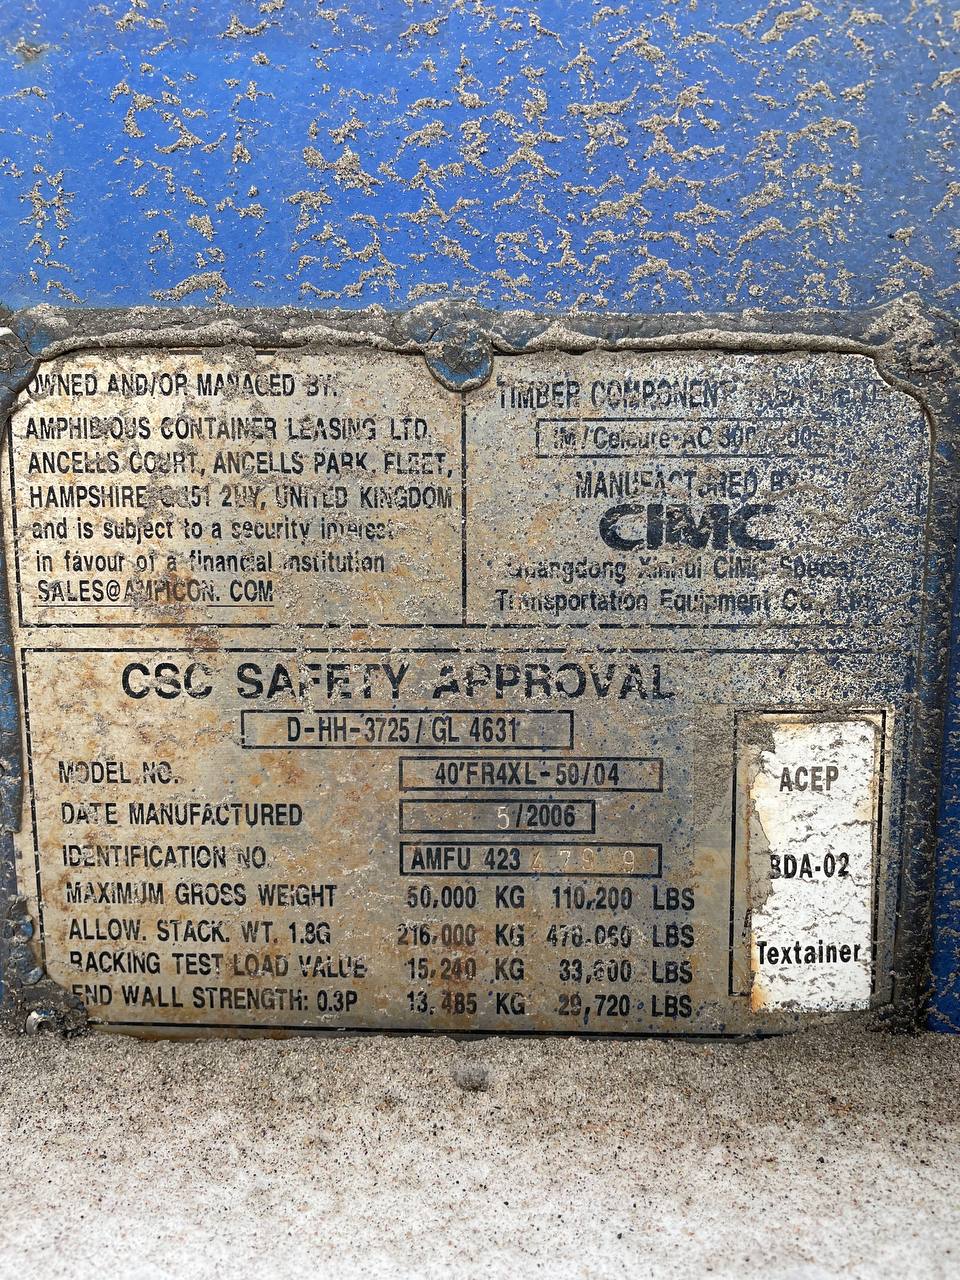 OWNED AND/OR MANAGED BY:
AMPHIBIOUS CONTAINER LEASING LTD.
ANCELLS COURT, ANCELLS PARK, FLEET,
HAMPSHIRE 2UY, UNITED KINGDOM
and is subject to a security interest
in favour of a financial institution
SALES@AMFICON. COM
TIMBER COMPONENT
IM/Celcure-AC 500/2005
MANUFACTURED BY
CIMC
Guangdong Xinhui CIMC Special
Transportation Equipment Co., Ltd
CSC SAFETY APPROVAL
D-HH-3725/GL 4631
MODEL NO. 40'FR4XL-50/04
DATE MANUFACTURED 5/2006
IDENTIFICATION NO. AMFU 423 479 9
MAXIMUM GROSS WEIGHT 50,000 KG 110,200 LBS
ALLOW. STACK. WT. 1.8G 216,000 KG 476.060 LBS
RACKING TEST LOAD VALUE 15,240 KG 33,600 LBS
END WALL STRENGTH: 0.3P 13,485 KG 29,720 LBS
ACEP
BDA-02
Textainer